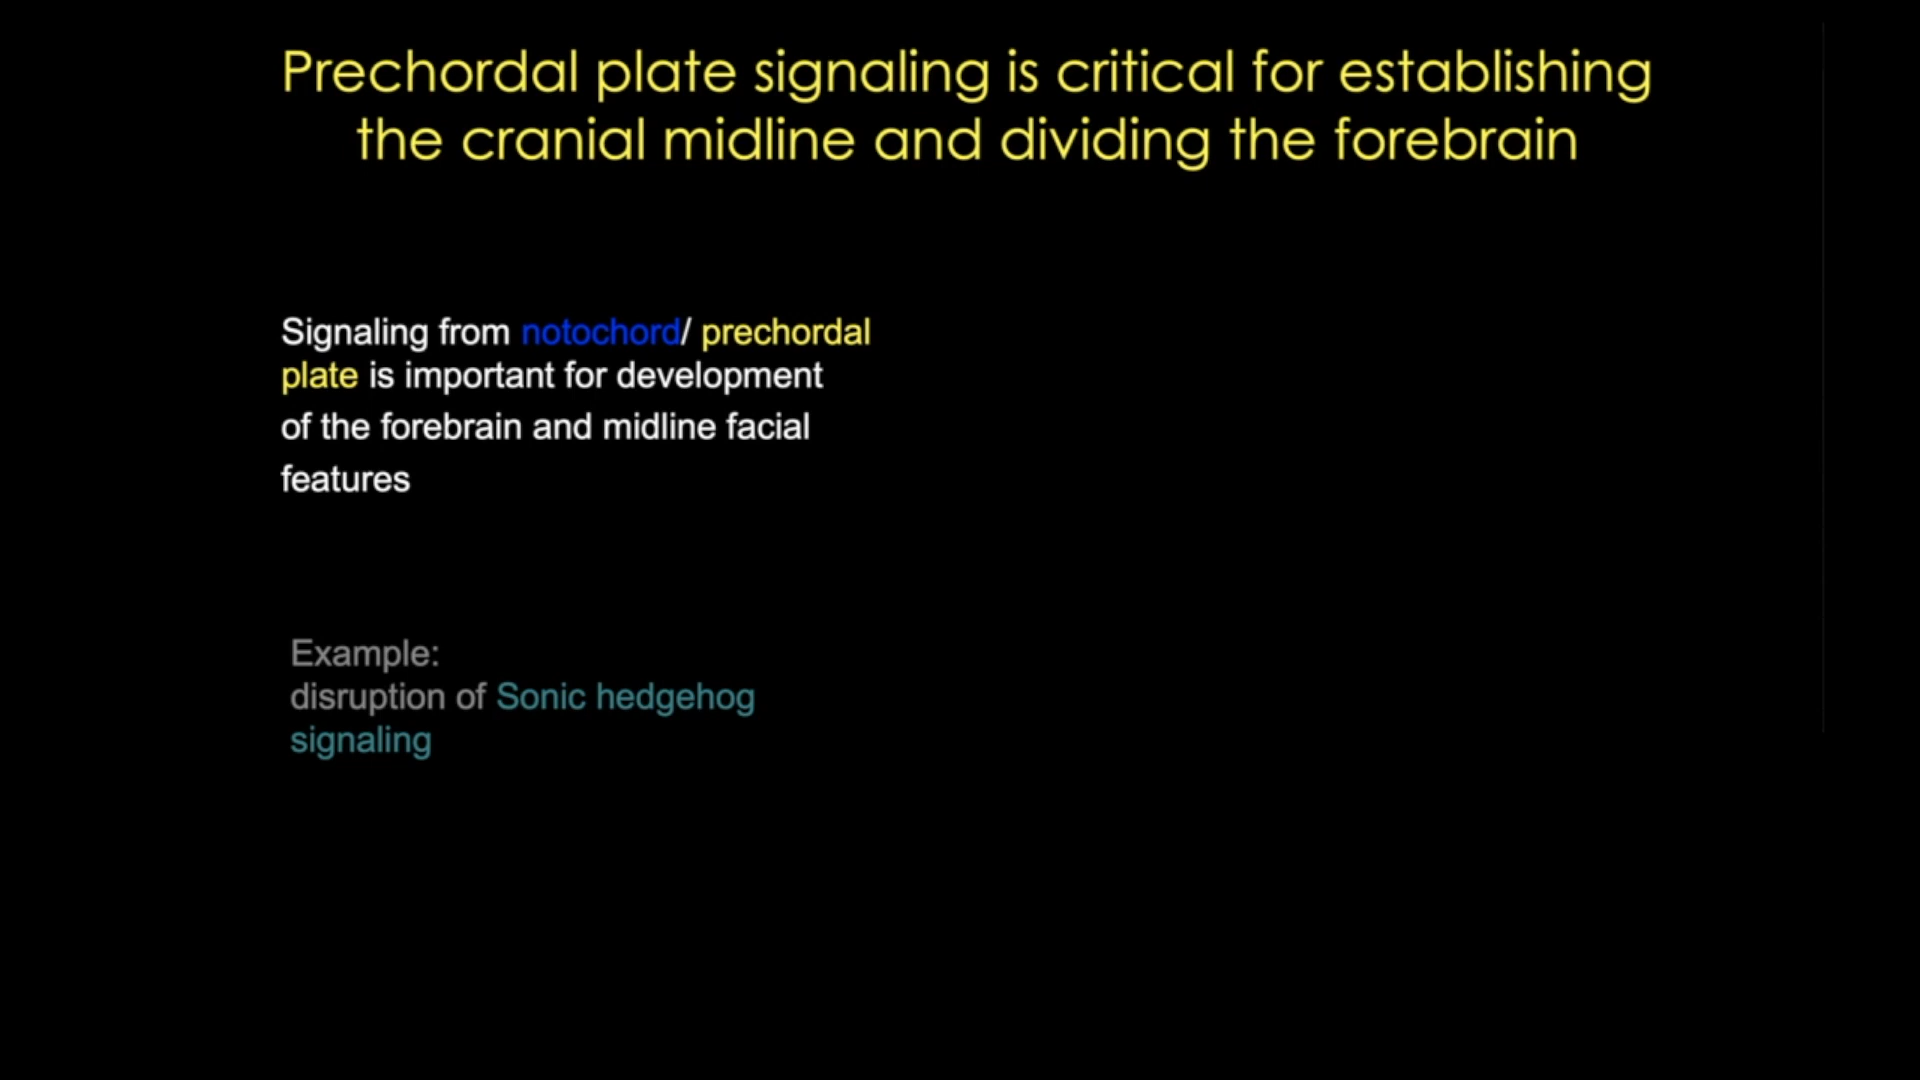 Prechordal plate signaling is critical for establishing
the cranial midline and dividing the forebrain
Signaling from notochord/ prechordal
plate is important for development
of the forebrain and midline facial
features
Example:
disruption of Sonic hedgehog
signaling